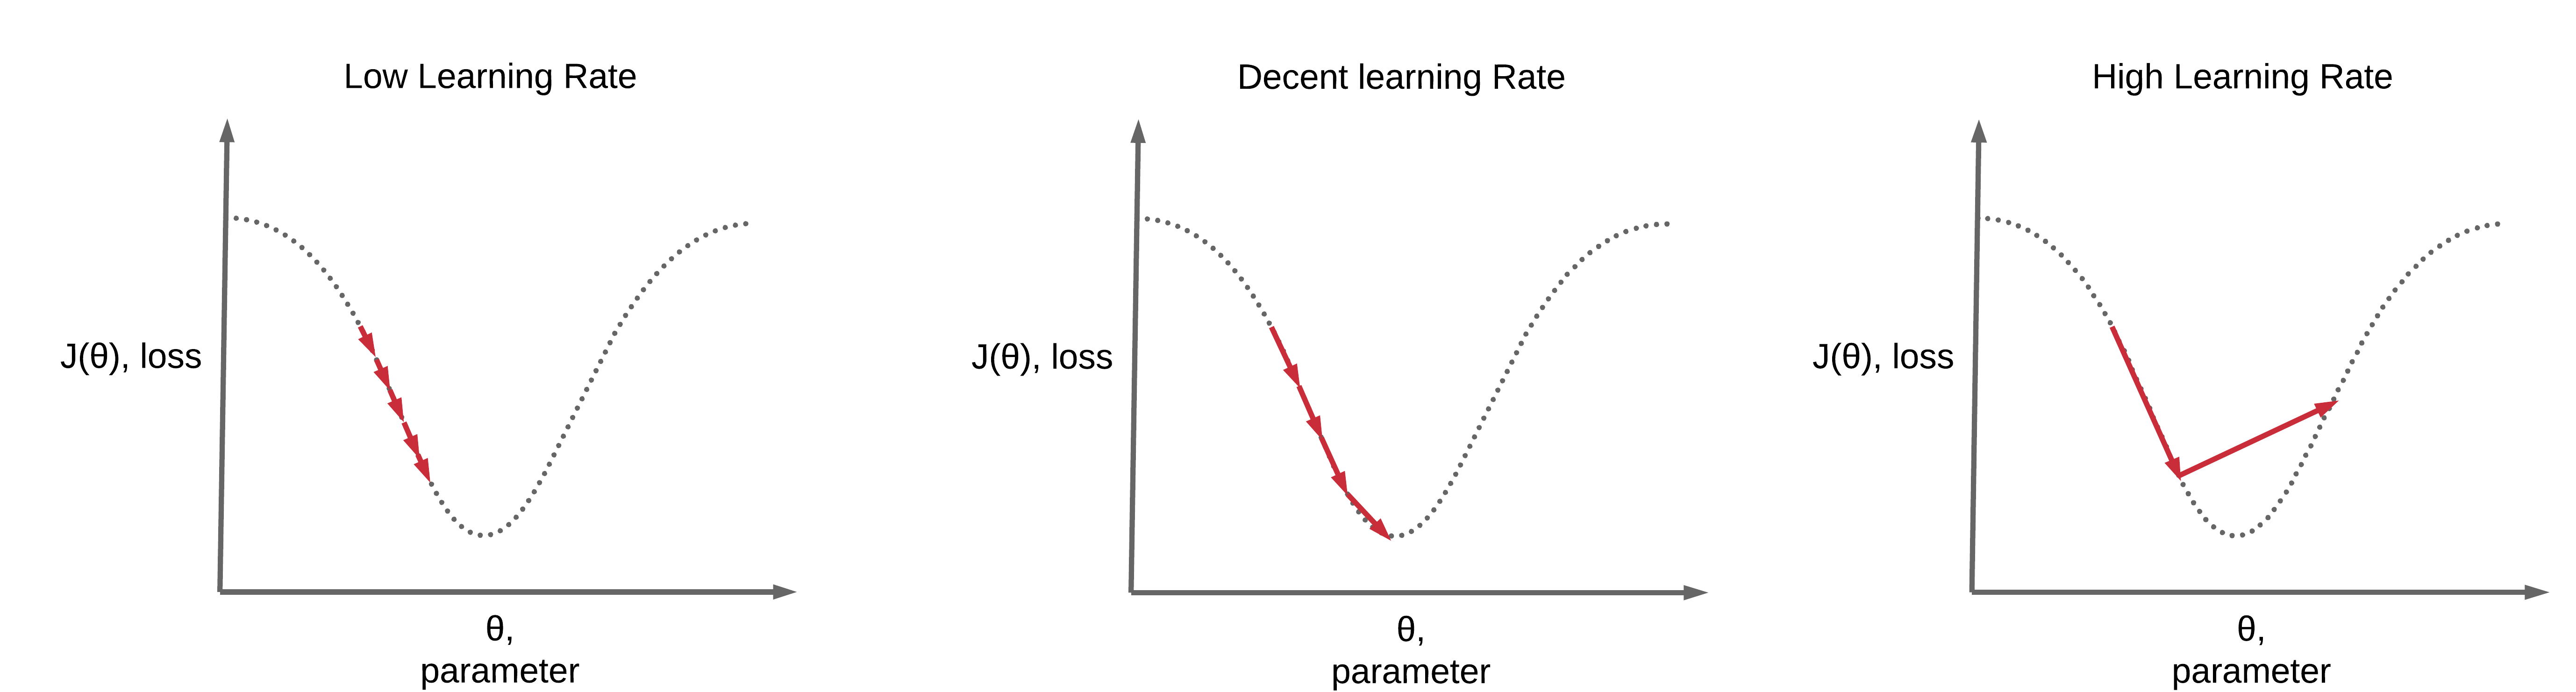 Low Learning Rate
J(θ), loss
θ,
parameter
Decent learning Rate
J(θ), loss
θ,
parameter
High Learning Rate
J(θ), loss
θ,
parameter